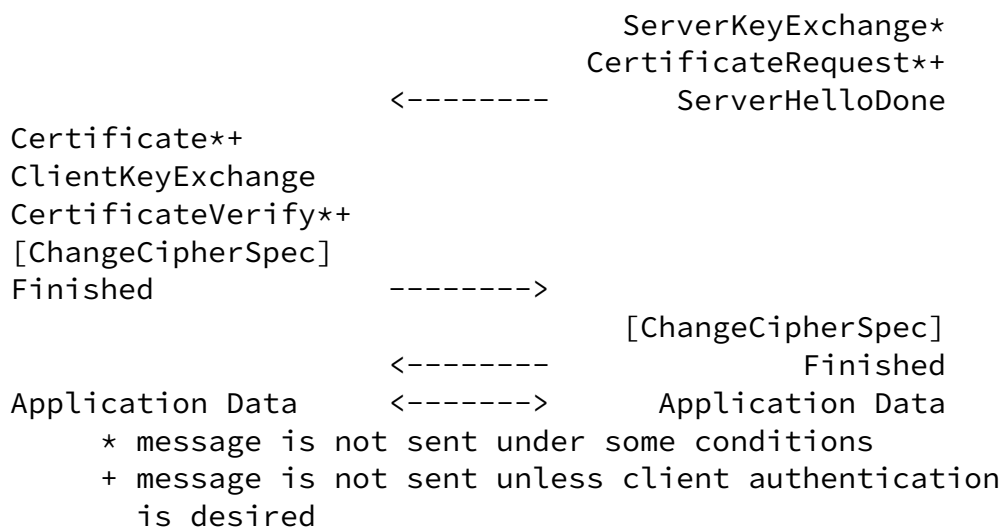 ServerKeyExchange*
CertificateRequest*+
<-------- ServerHelloDone
Certificate*+
ClientKeyExchange
CertificateVerify*+
[ChangeCipherSpec]
Finished -------->
[ChangeCipherSpec]
<-------- Finished
Application Data <-------> Application Data
* message is not sent under some conditions
+ message is not sent unless client authentication
is desired